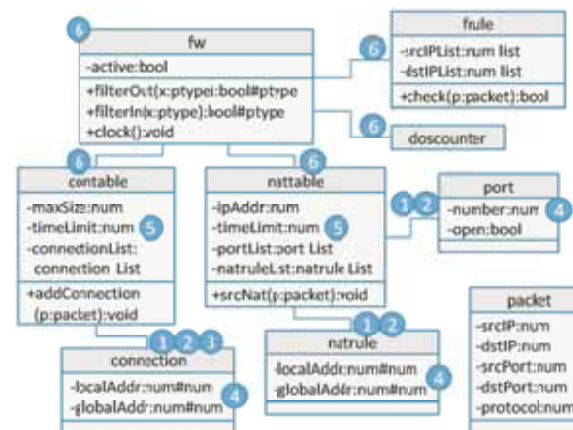 6
fw
-active:bool
+filterOut(x:ptype):bool#ptype
+filterIn(x:ptype):bool#ptype
+clock():void
frule
6
-srcIPList:num list
-dstIPList:num list
+check(p:packet):bool
6
doscounter
6
contable
-maxSize:num
-timeLimit:num 5
-connectionList:
connection List
+addConnection
(p:packet):void
6
nattable
-ipAddr:num
-timeLimit:num 5
-portList:port List
-natruleLst:natrule List
+srcNat(p:packet):void
port
1 2
-number:num 4
-open:bool
1 2 3
connection
-localAddr:num#num 4
-globalAddr:num#num
1 2
natrule
-localAddr:num#num 4
-globalAddr:num#num
packet
-srcIP:num
-dstIP:num
-srcPort:num
-dstPort:num
-protocol:num